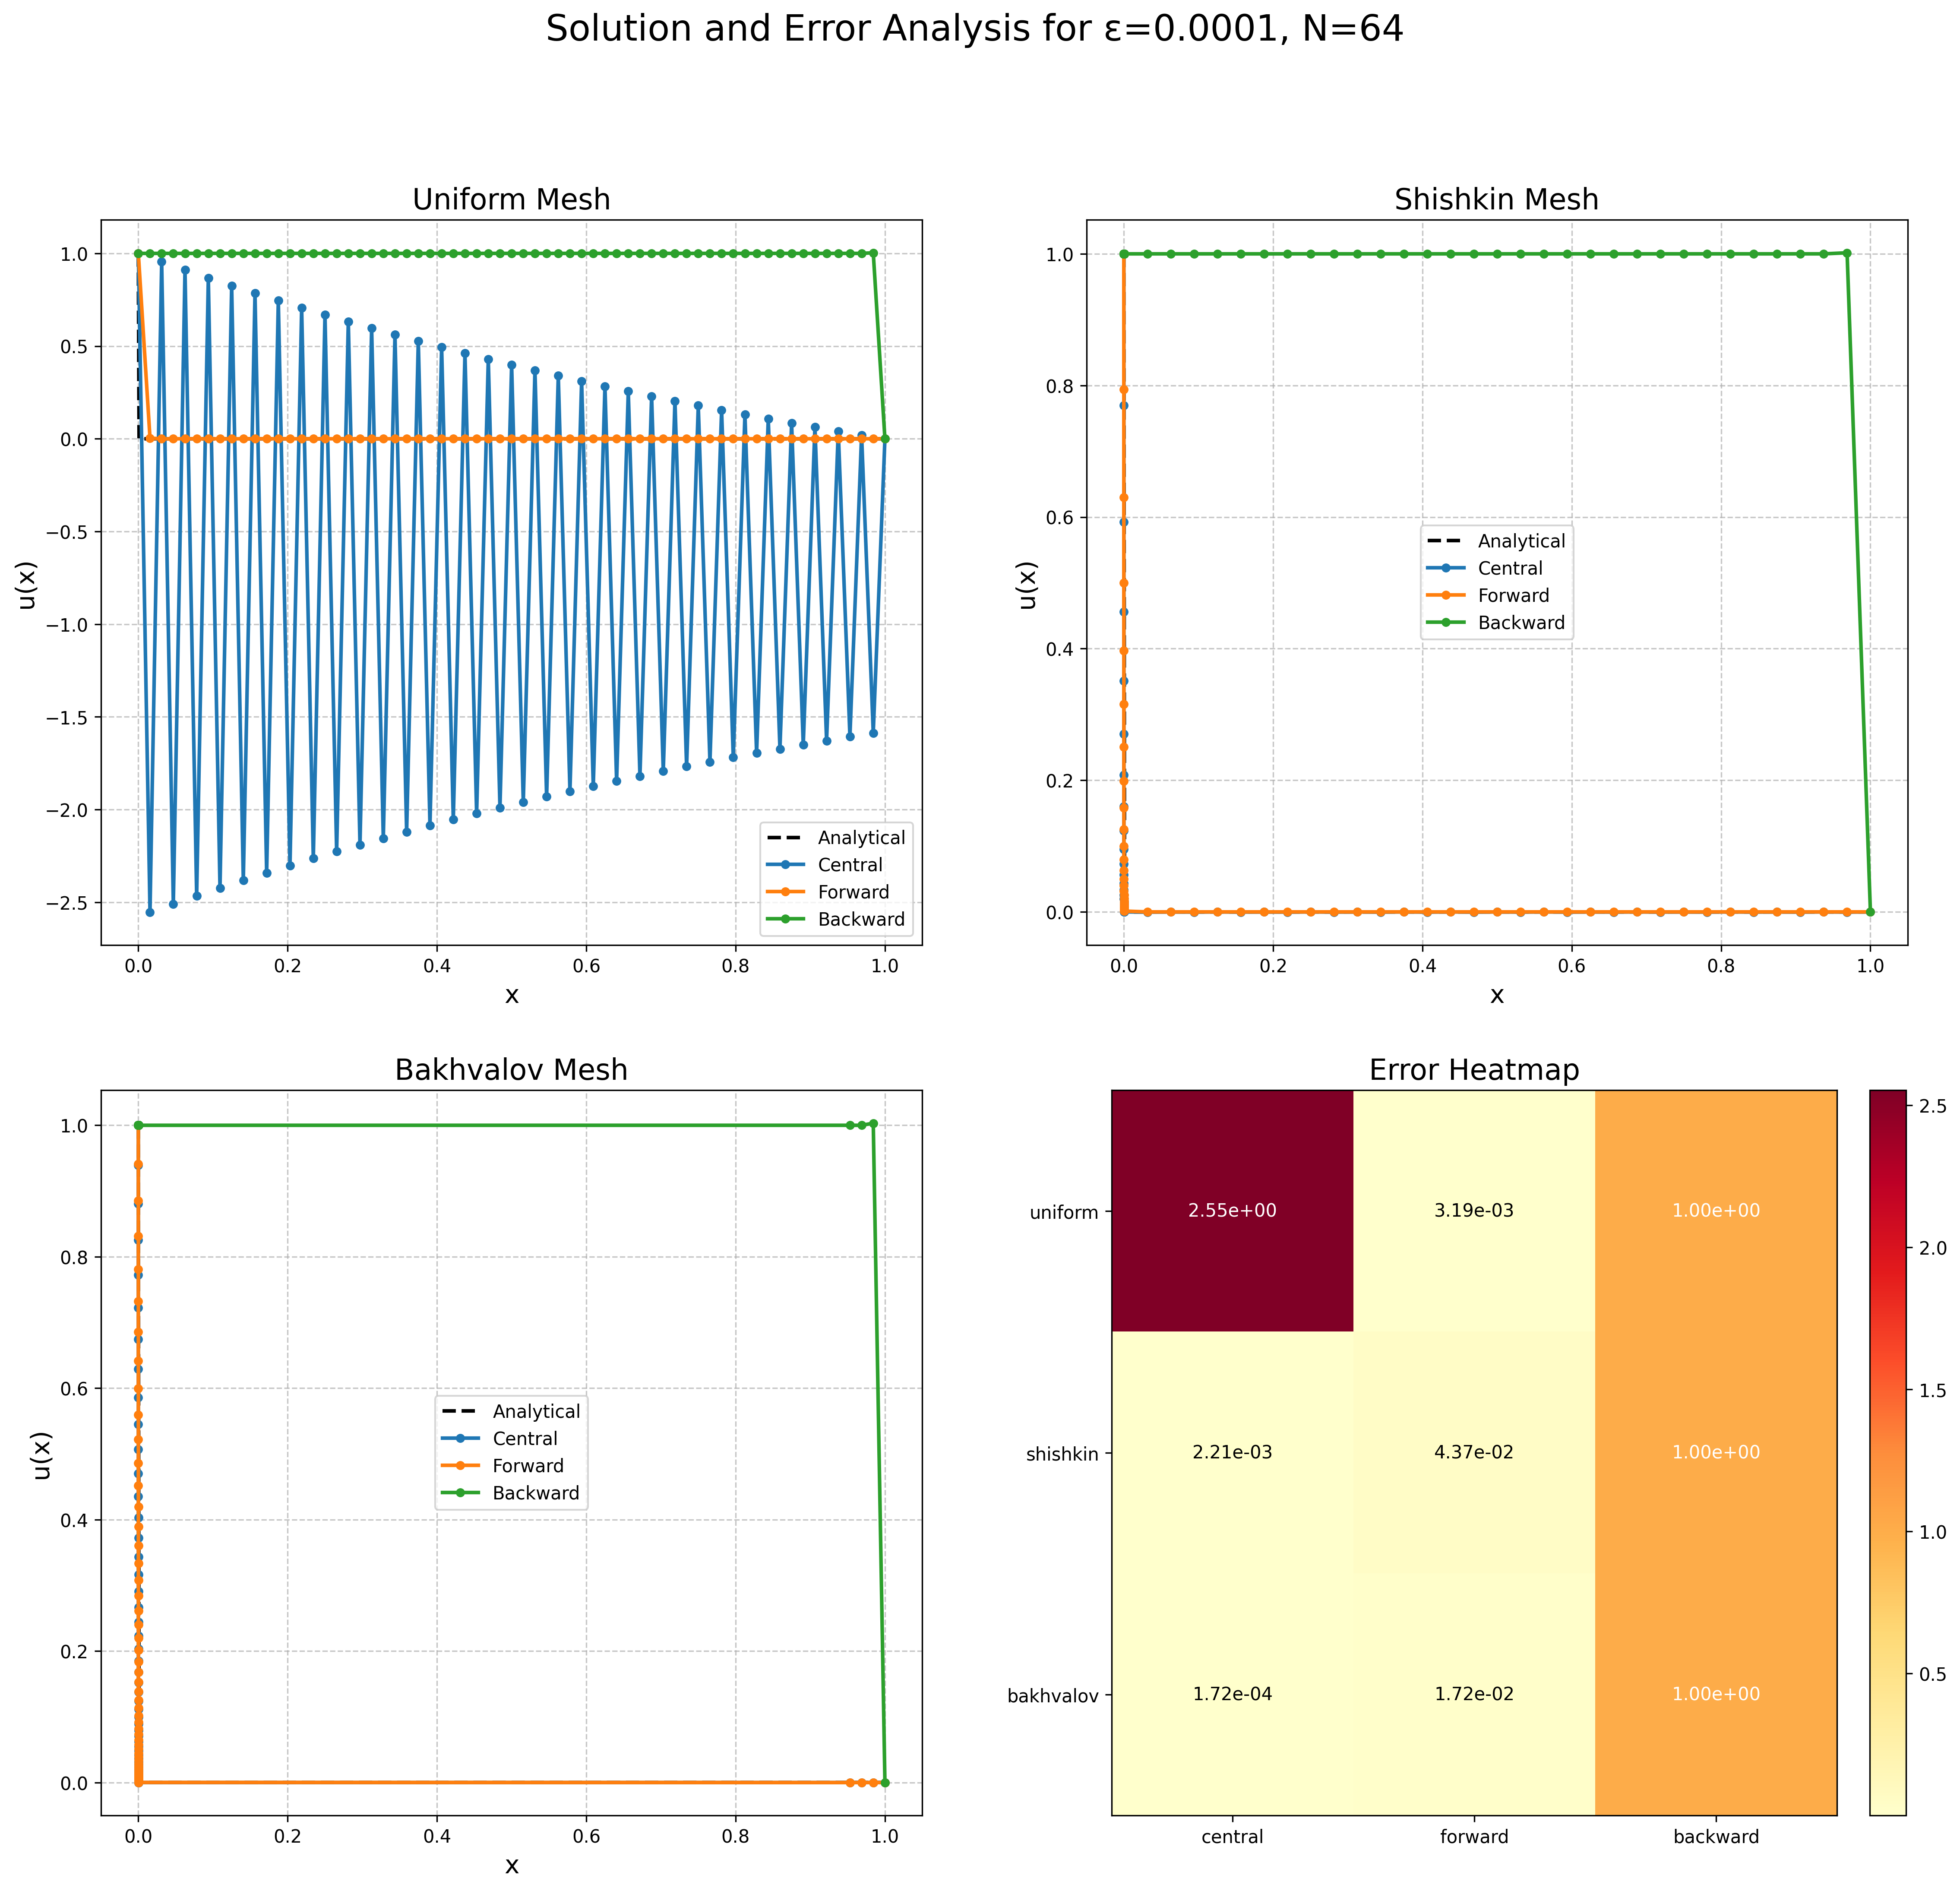 Solution and Error Analysis for ε=0.0001, N=64
Uniform Mesh
u(x)
1.0
0.5
0.0
−0.5
−1.0
−1.5
−2.0
−2.5
Analytical
Central
Forward
Backward
0.0 0.2 0.4 0.6 0.8 1.0
x
Shishkin Mesh
u(x)
1.0
0.8
0.6
0.4
0.2
0.0
Analytical
Central
Forward
Backward
0.0 0.2 0.4 0.6 0.8 1.0
x
Bakhvalov Mesh
u(x)
1.0
0.8
0.6
0.4
0.2
0.0
Analytical
Central
Forward
Backward
0.0 0.2 0.4 0.6 0.8 1.0
x
Error Heatmap
uniform 2.55e+00 3.19e-03 1.00e+00
shishkin 2.21e-03 4.37e-02 1.00e+00
bakhvalov 1.72e-04 1.72e-02 1.00e+00
central forward backward
2.5
2.0
1.5
1.0
0.5